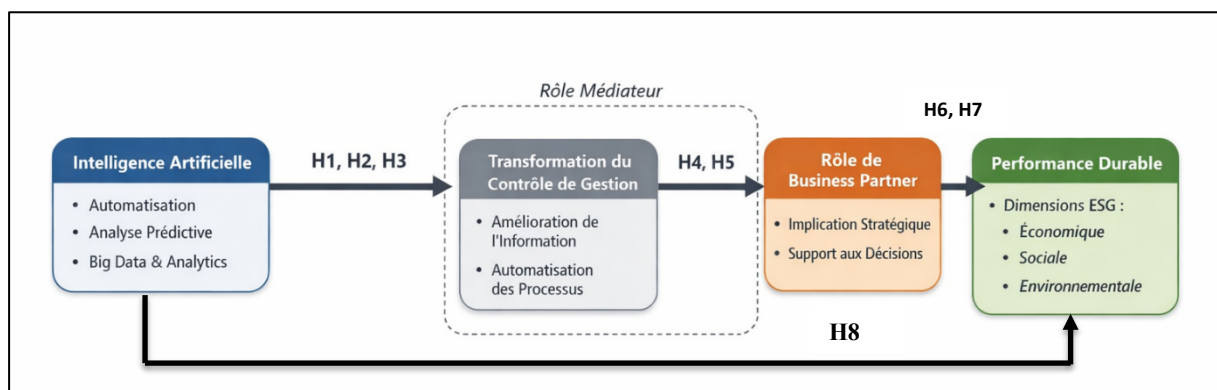 Rôle Médiateur
H6, H7
Intelligence Artificielle
• Automatisation
• Analyse Prédictive
• Big Data & Analytics
H1, H2, H3
Transformation du
Contrôle de Gestion
• Amélioration de
l'Information
• Automatisation
des Processus
H4, H5
Rôle de
Business Partner
• Implication Stratégique
• Support aux Décisions
Performance Durable
• Dimensions ESG :
• Économique
• Sociale
• Environnementale
H8